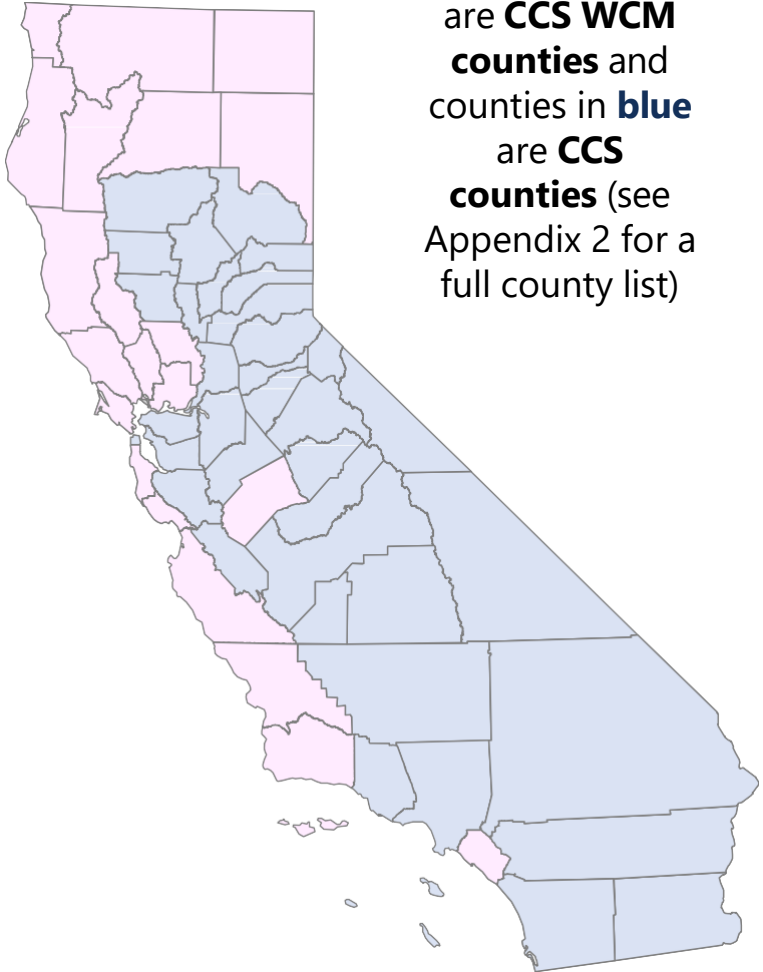 are CCS WCM
counties and
counties in blue
are CCS
counties (see
Appendix 2 for a
full county list)